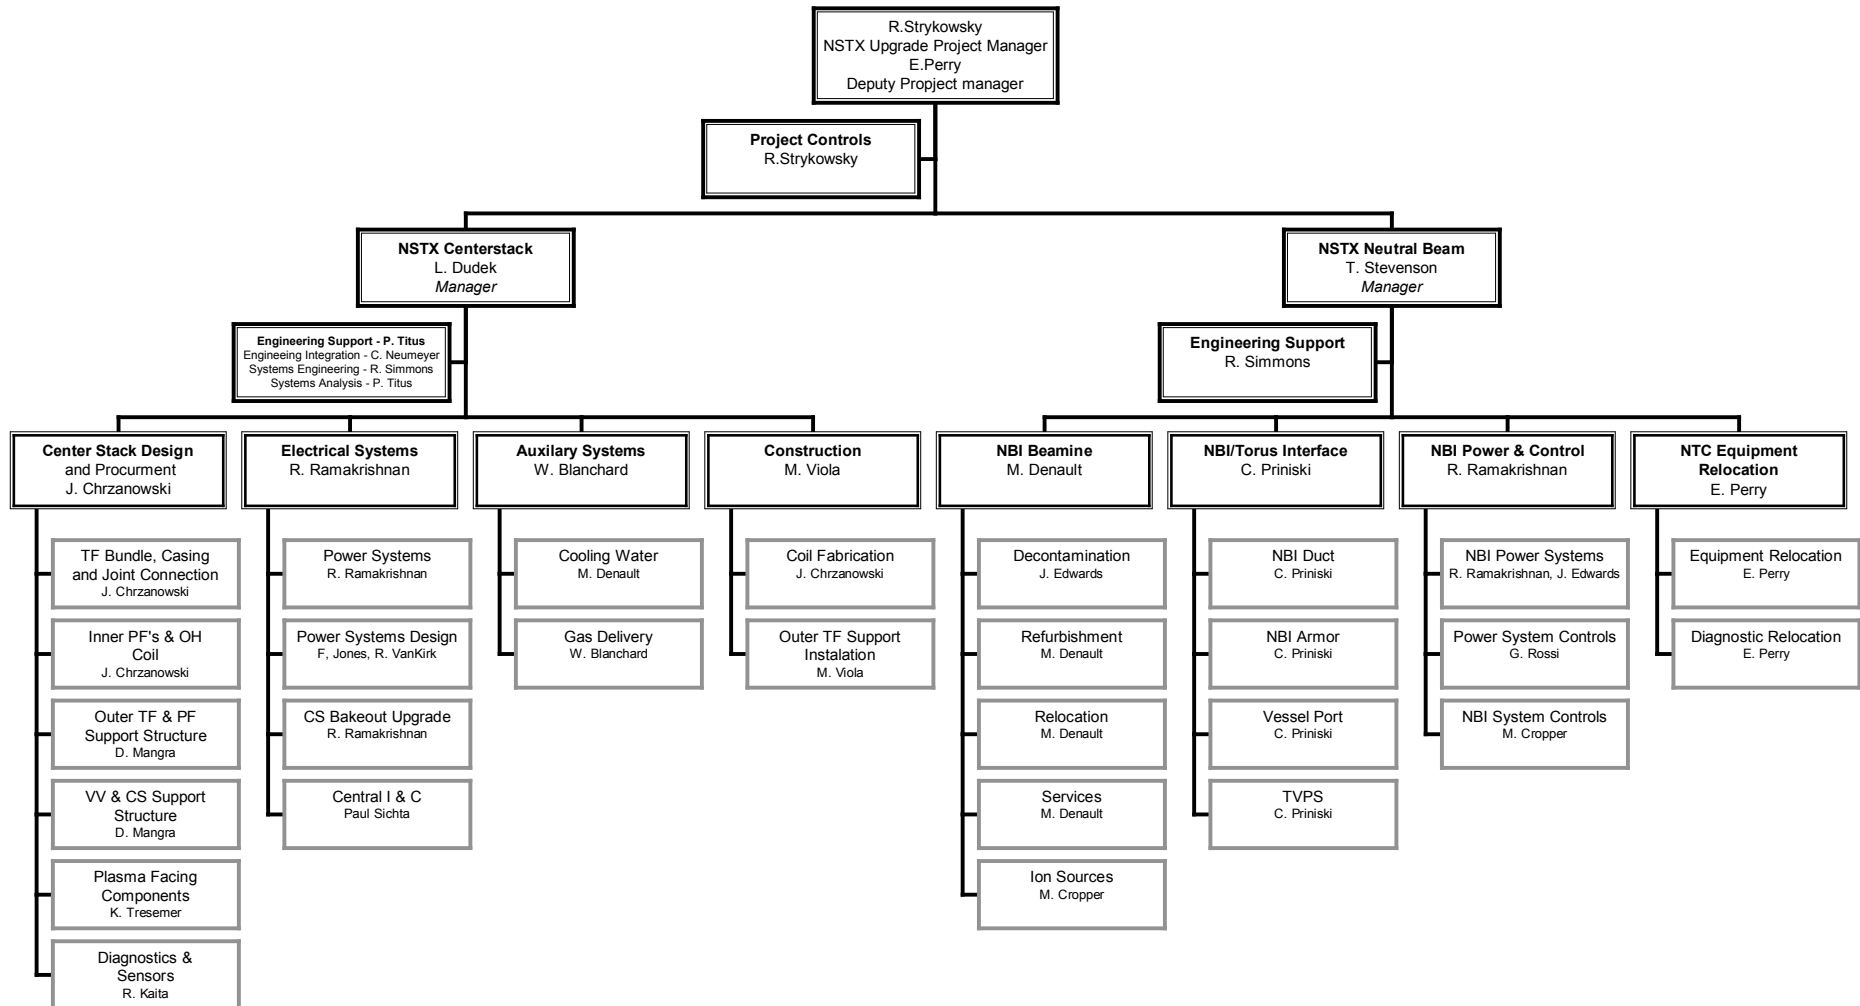 R.Strykowsky
NSTX Upgrade Project Manager
E.Perry
Deputy Propject manager
Project Controls
R.Strykowsky
NSTX Centerstack
L. Dudek
Manager
NSTX Neutral Beam
T. Stevenson
Manager
Engineering Support - P. Titus
Engineeing Integration - C. Neumeyer
Systems Engineering - R. Simmons
Systems Analysis - P. Titus
Engineering Support
R. Simmons
Center Stack Design
and Procurment
J. Chrzanowski
Electrical Systems
R. Ramakrishnan
Auxilary Systems
W. Blanchard
Construction
M. Viola
NBI Beamine
M. Denault
NBI/Torus Interface
C. Priniski
NBI Power & Control
R. Ramakrishnan
NTC Equipment
Relocation
E. Perry
TF Bundle, Casing
and Joint Connection
J. Chrzanowski
Inner PF's & OH
Coil
J. Chrzanowski
Outer TF & PF
Support Structure
D. Mangra
VV & CS Support
Structure
D. Mangra
Plasma Facing
Components
K. Tresemer
Diagnostics &
Sensors
R. Kaita
Power Systems
R. Ramakrishnan
Power Systems Design
F, Jones, R. VanKirk
CS Bakeout Upgrade
R. Ramakrishnan
Central I & C
Paul Sichta
Cooling Water
M. Denault
Gas Delivery
W. Blanchard
Coil Fabrication
J. Chrzanowski
Outer TF Support
Instalation
M. Viola
Decontamination
J. Edwards
Refurbishment
M. Denault
Relocation
M. Denault
Services
M. Denault
Ion Sources
M. Cropper
NBI Duct
C. Priniski
NBI Armor
C. Priniski
Vessel Port
C. Priniski
TVPS
C. Priniski
NBI Power Systems
R. Ramakrishnan, J. Edwards
Power System Controls
G. Rossi
NBI System Controls
M. Cropper
Equipment Relocation
E. Perry
Diagnostic Relocation
E. Perry